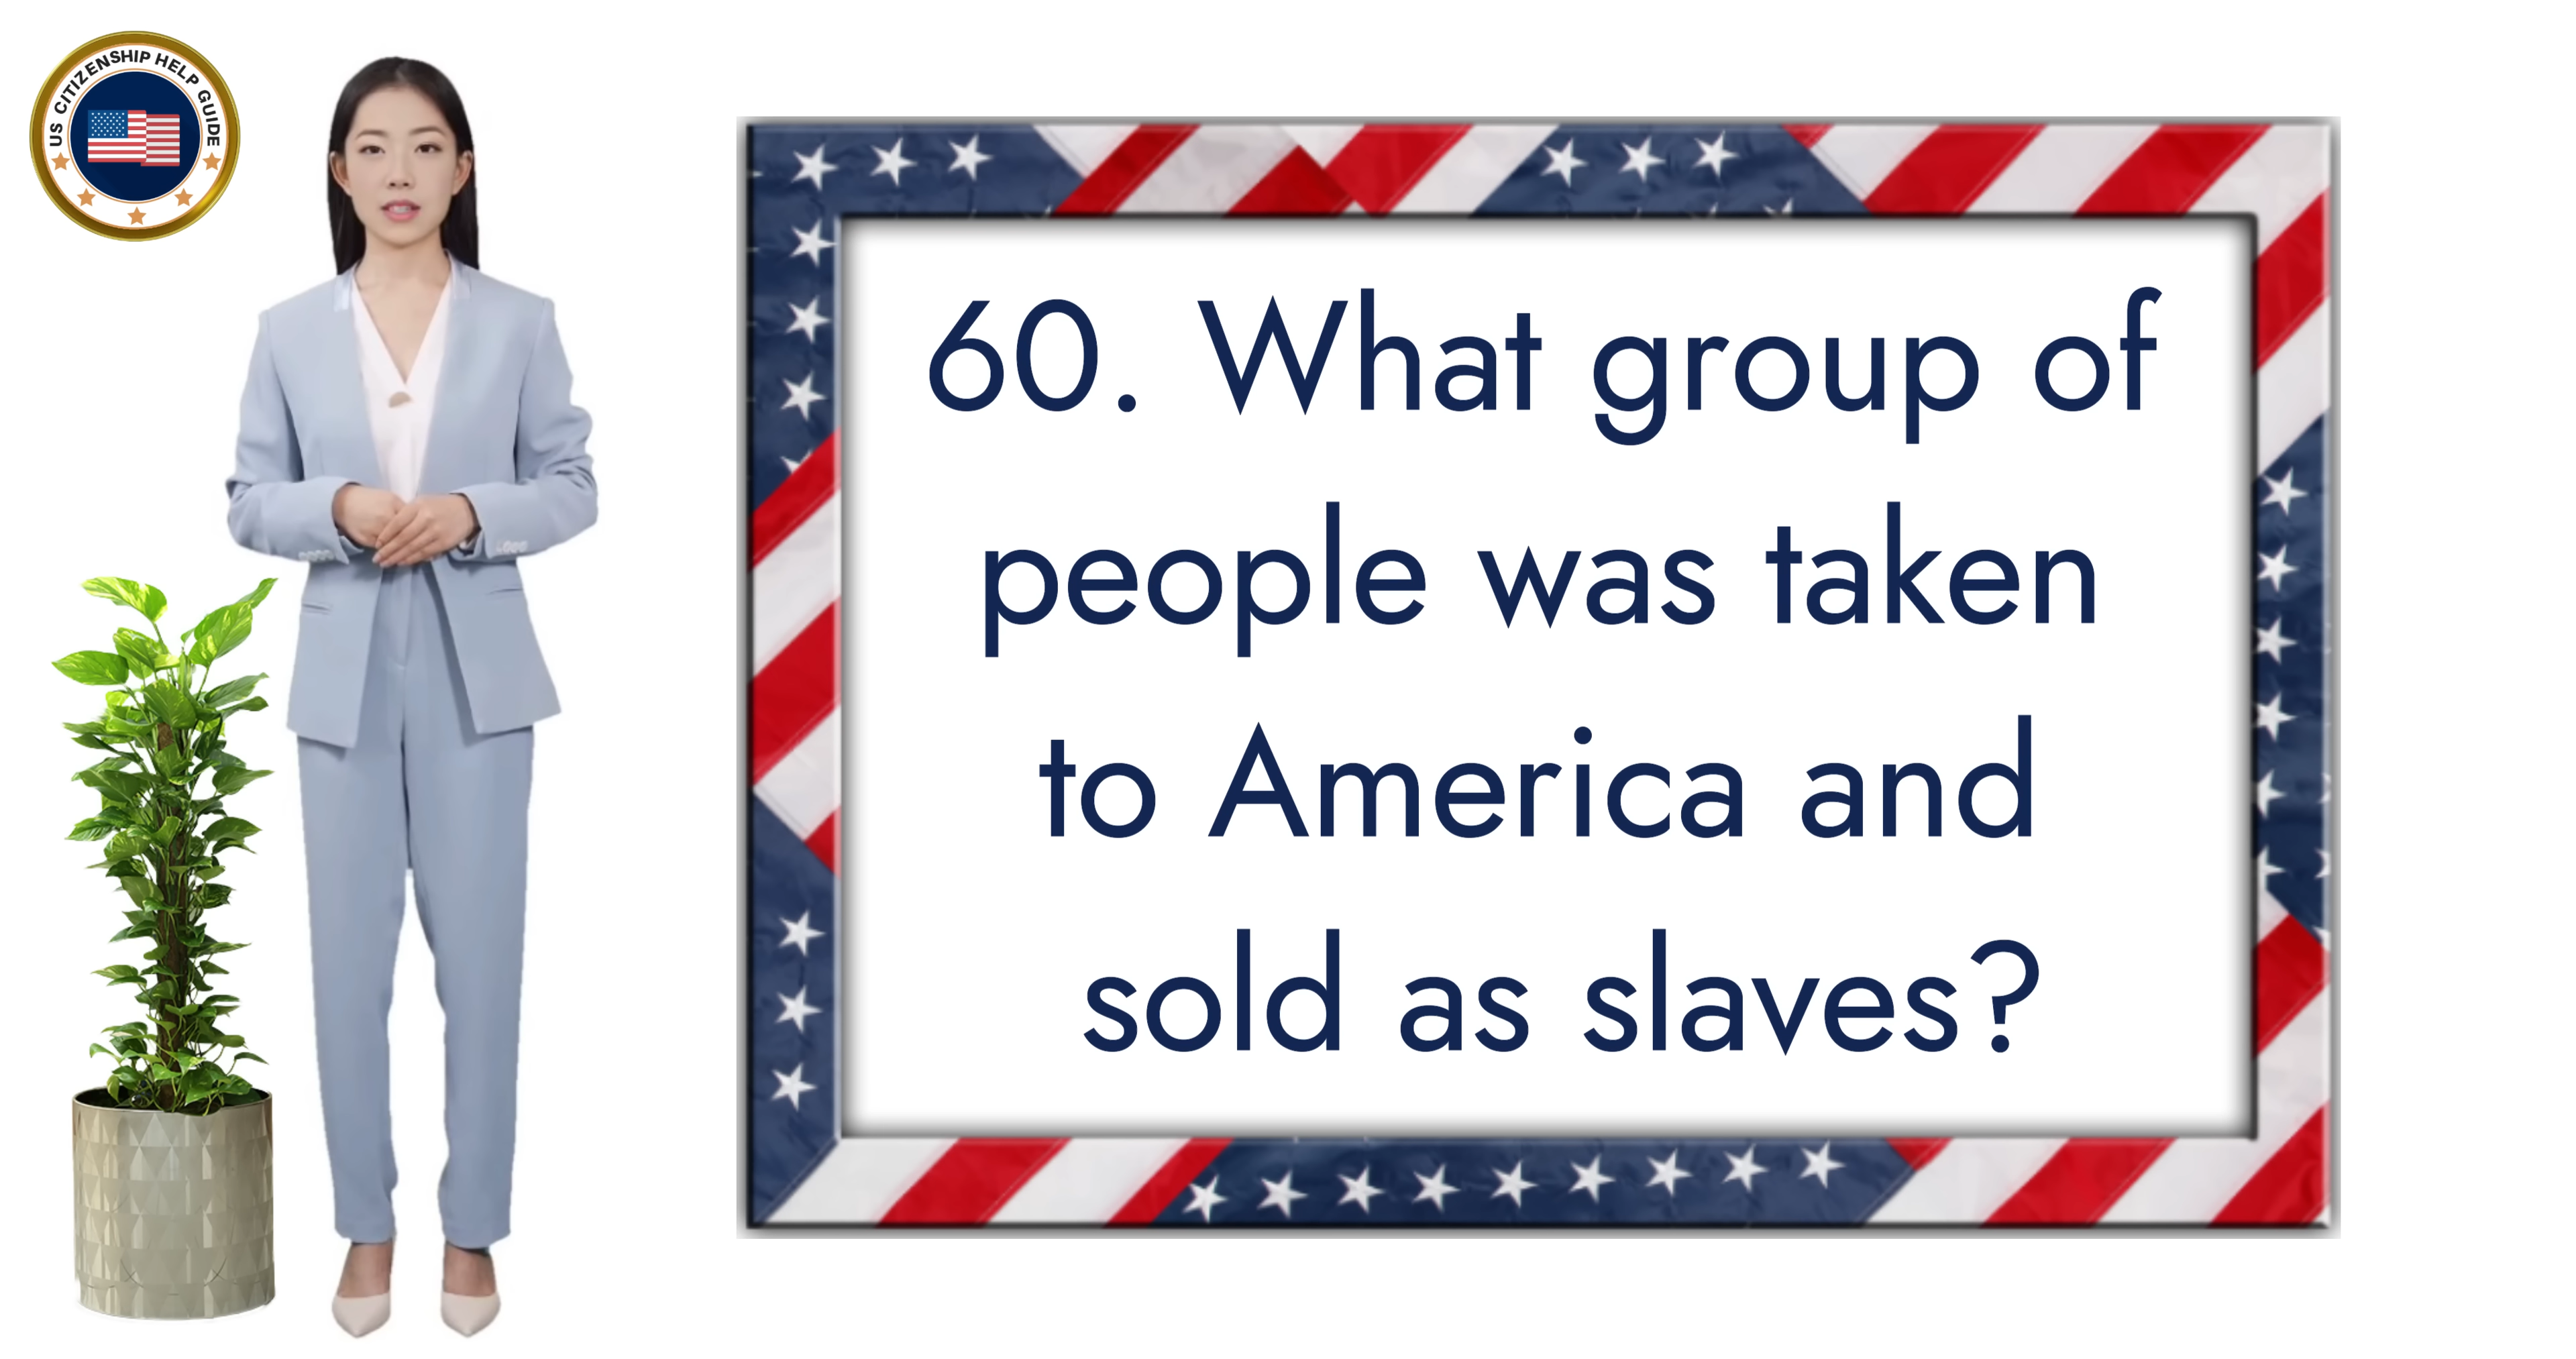 US CITIZENSHIP HELP GUIDE
60. What group of
people was taken
to America and
sold as slaves?